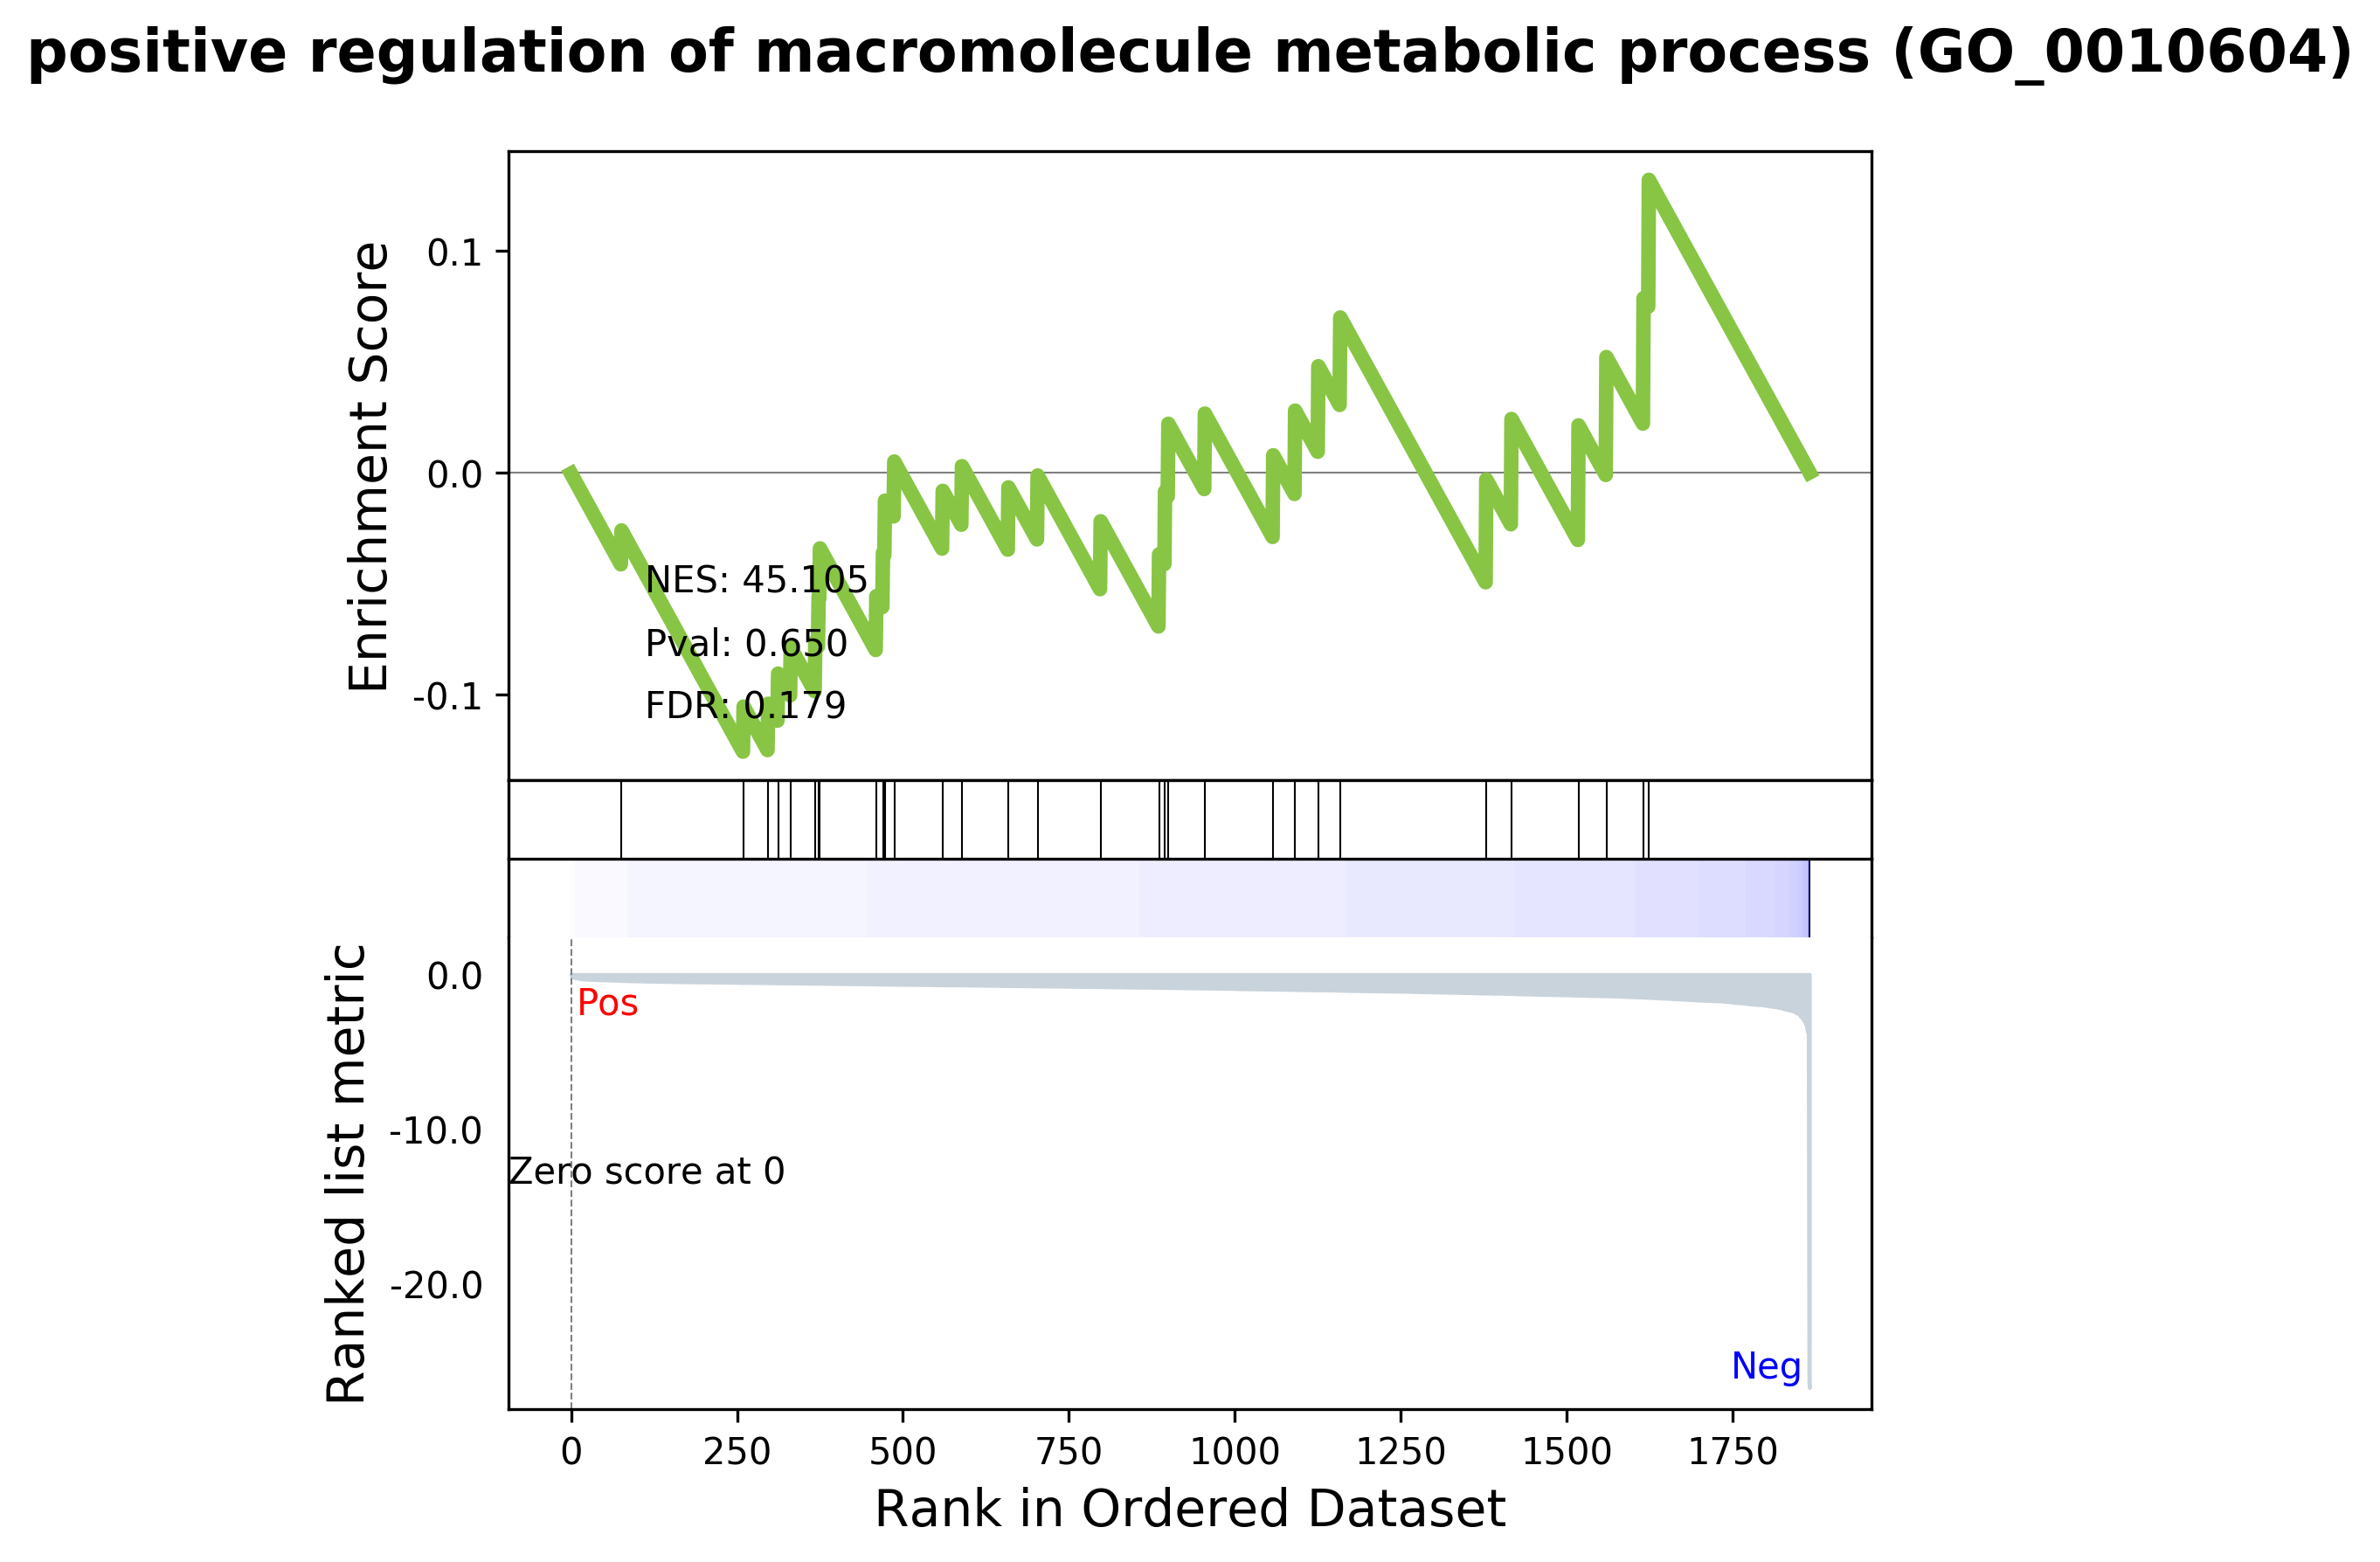 positive regulation of macromolecule metabolic process (GO_0010604)
Enrichment Score
0.1
0.0
-0.1
NES: 45.105
Pval: 0.650
FDR: 0.179
Ranked list metric
0.0
-10.0
-20.0
Pos
Zero score at 0
Neg
0 250 500 750 1000 1250 1500 1750
Rank in Ordered Dataset